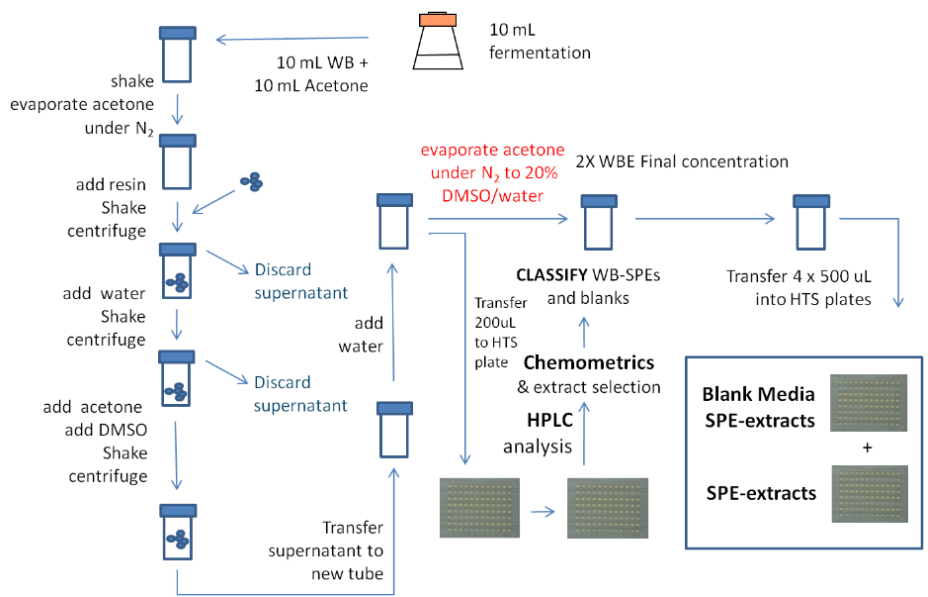 10 mL
fermentation
10 mL WB +
10 mL Acetone
shake
evaporate acetone
under N2
add resin
Shake
centrifuge
Discard
supernatant
add water
Shake
centrifuge
Discard
supernatant
add acetone
add DMSO
Shake
centrifuge
Transfer
supernatant to
new tube
add
water
evaporate acetone
under N2 to 20%
DMSO/water
2X WBE Final concentration
Transfer
200uL
to HTS
plate
HPLC
analysis
Chemometrics
& extract selection
CLASSIFY WB-SPEs
and blanks
Transfer 4 x 500 uL
into HTS plates
Blank Media
SPE-extracts
+
SPE-extracts